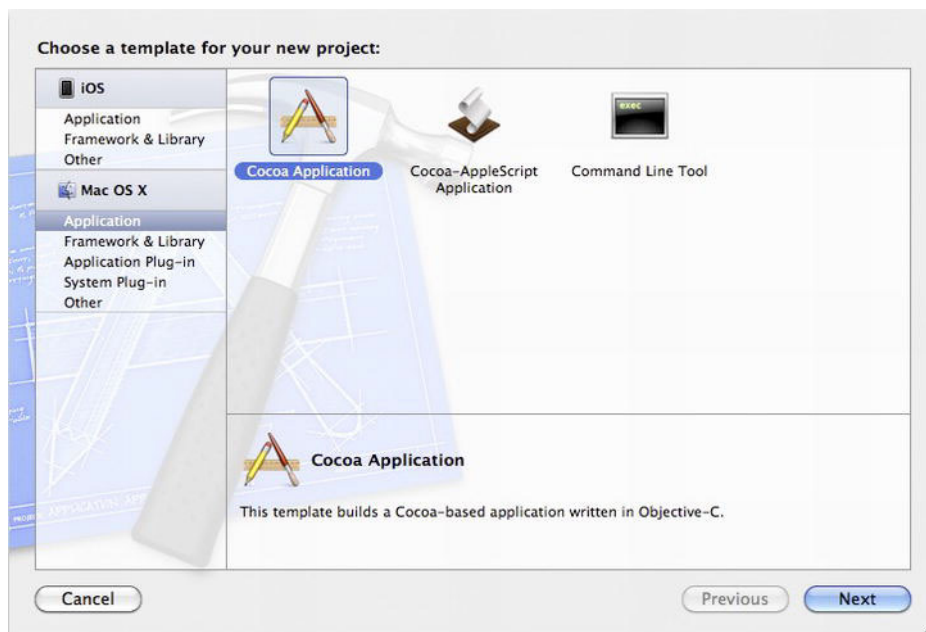 Choose a template for your new project:
iOS
Application
Framework & Library
Other
Mac OS X
Application
Framework & Library
Application Plug-in
System Plug-in
Other
exec
Cocoa Application
Cocoa-AppleScript
Application
Command Line Tool
Cocoa Application
This template builds a Cocoa-based application written in Objective-C.
Cancel
Previous
Next